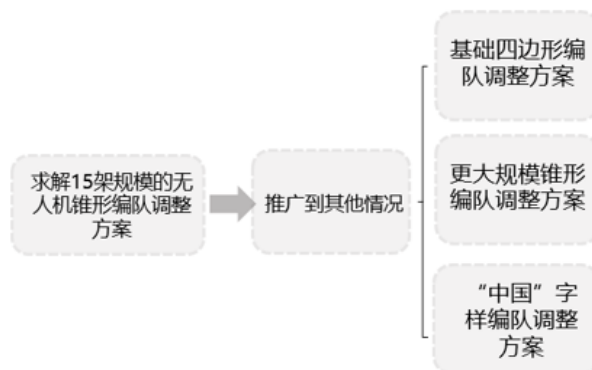 求解15架规模的无
人机锥形编队调整
方案
推广到其他情况
基础四边形编
队调整方案
更大规模锥形
编队调整方案
“中国”字
样编队调整
方案